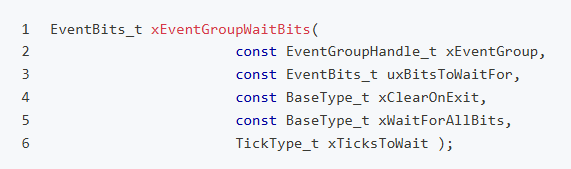 1 EventBits_t xEventGroupWaitBits(
2 const EventGroupHandle_t xEventGroup,
3 const EventBits_t uxBitsToWaitFor,
4 const BaseType_t xClearOnExit,
5 const BaseType_t xWaitForAllBits,
6 TickType_t xTicksToWait );